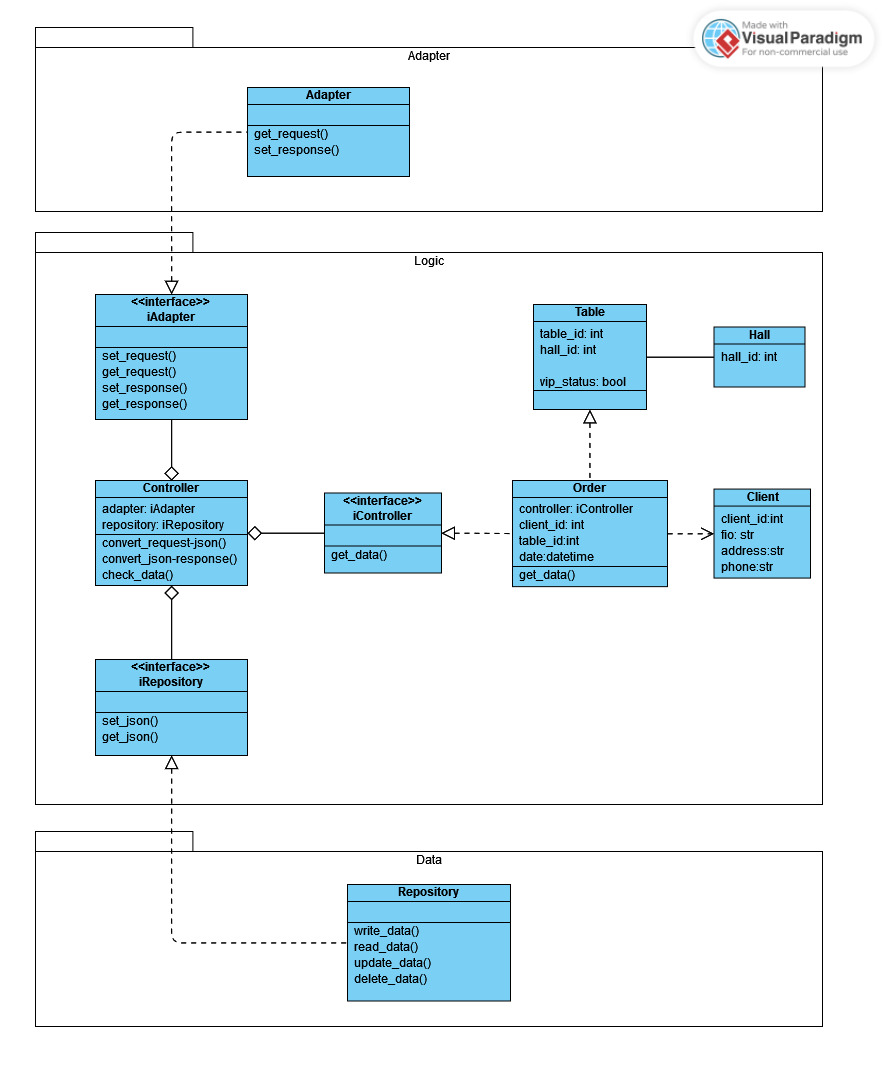 Made with
Visual Paradigm
For non-commercial use
Adapter
Adapter
get_request()
set_response()
Logic
<<interface>>
iAdapter
set_request()
get_request()
set_response()
get_response()
Table
table_id: int
hall_id: int
vip_status: bool
Hall
hall_id: int
Controller
adapter: iAdapter
repository: iRepository
convert_request-json()
convert_json-response()
check_data()
<<interface>>
iController
get_data()
Order
controller: iController
client_id: int
table_id:int
date:datetime
get_data()
Client
client_id:int
fio: str
address:str
phone:str
<<interface>>
iRepository
set_json()
get_json()
Data
Repository
write_data()
read_data()
update_data()
delete_data()